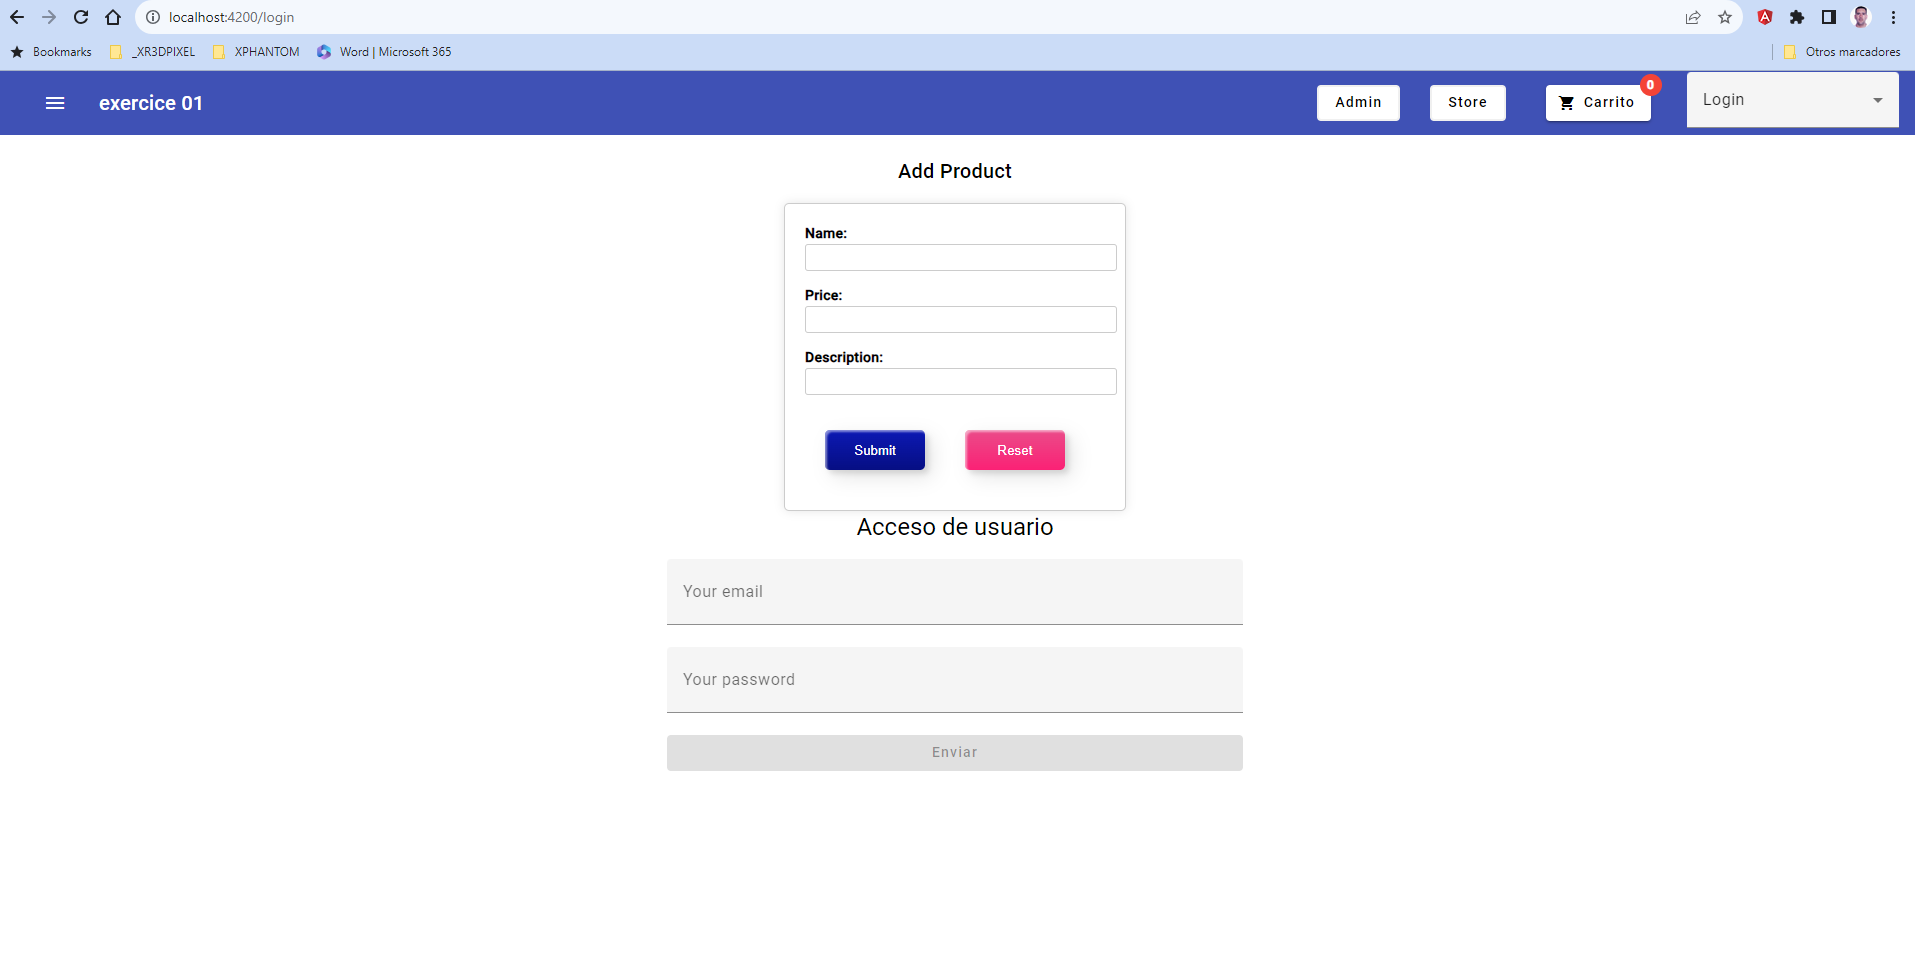 localhost:4200/login
Bookmarks _XR3DPIXEL XPHANTOM Word | Microsoft 365 Otros marcadores
exercice 01 Admin Store Carrito 0 Login
Add Product
Name:
Price:
Description:
Submit Reset
Acceso de usuario
Your email
Your password
Enviar